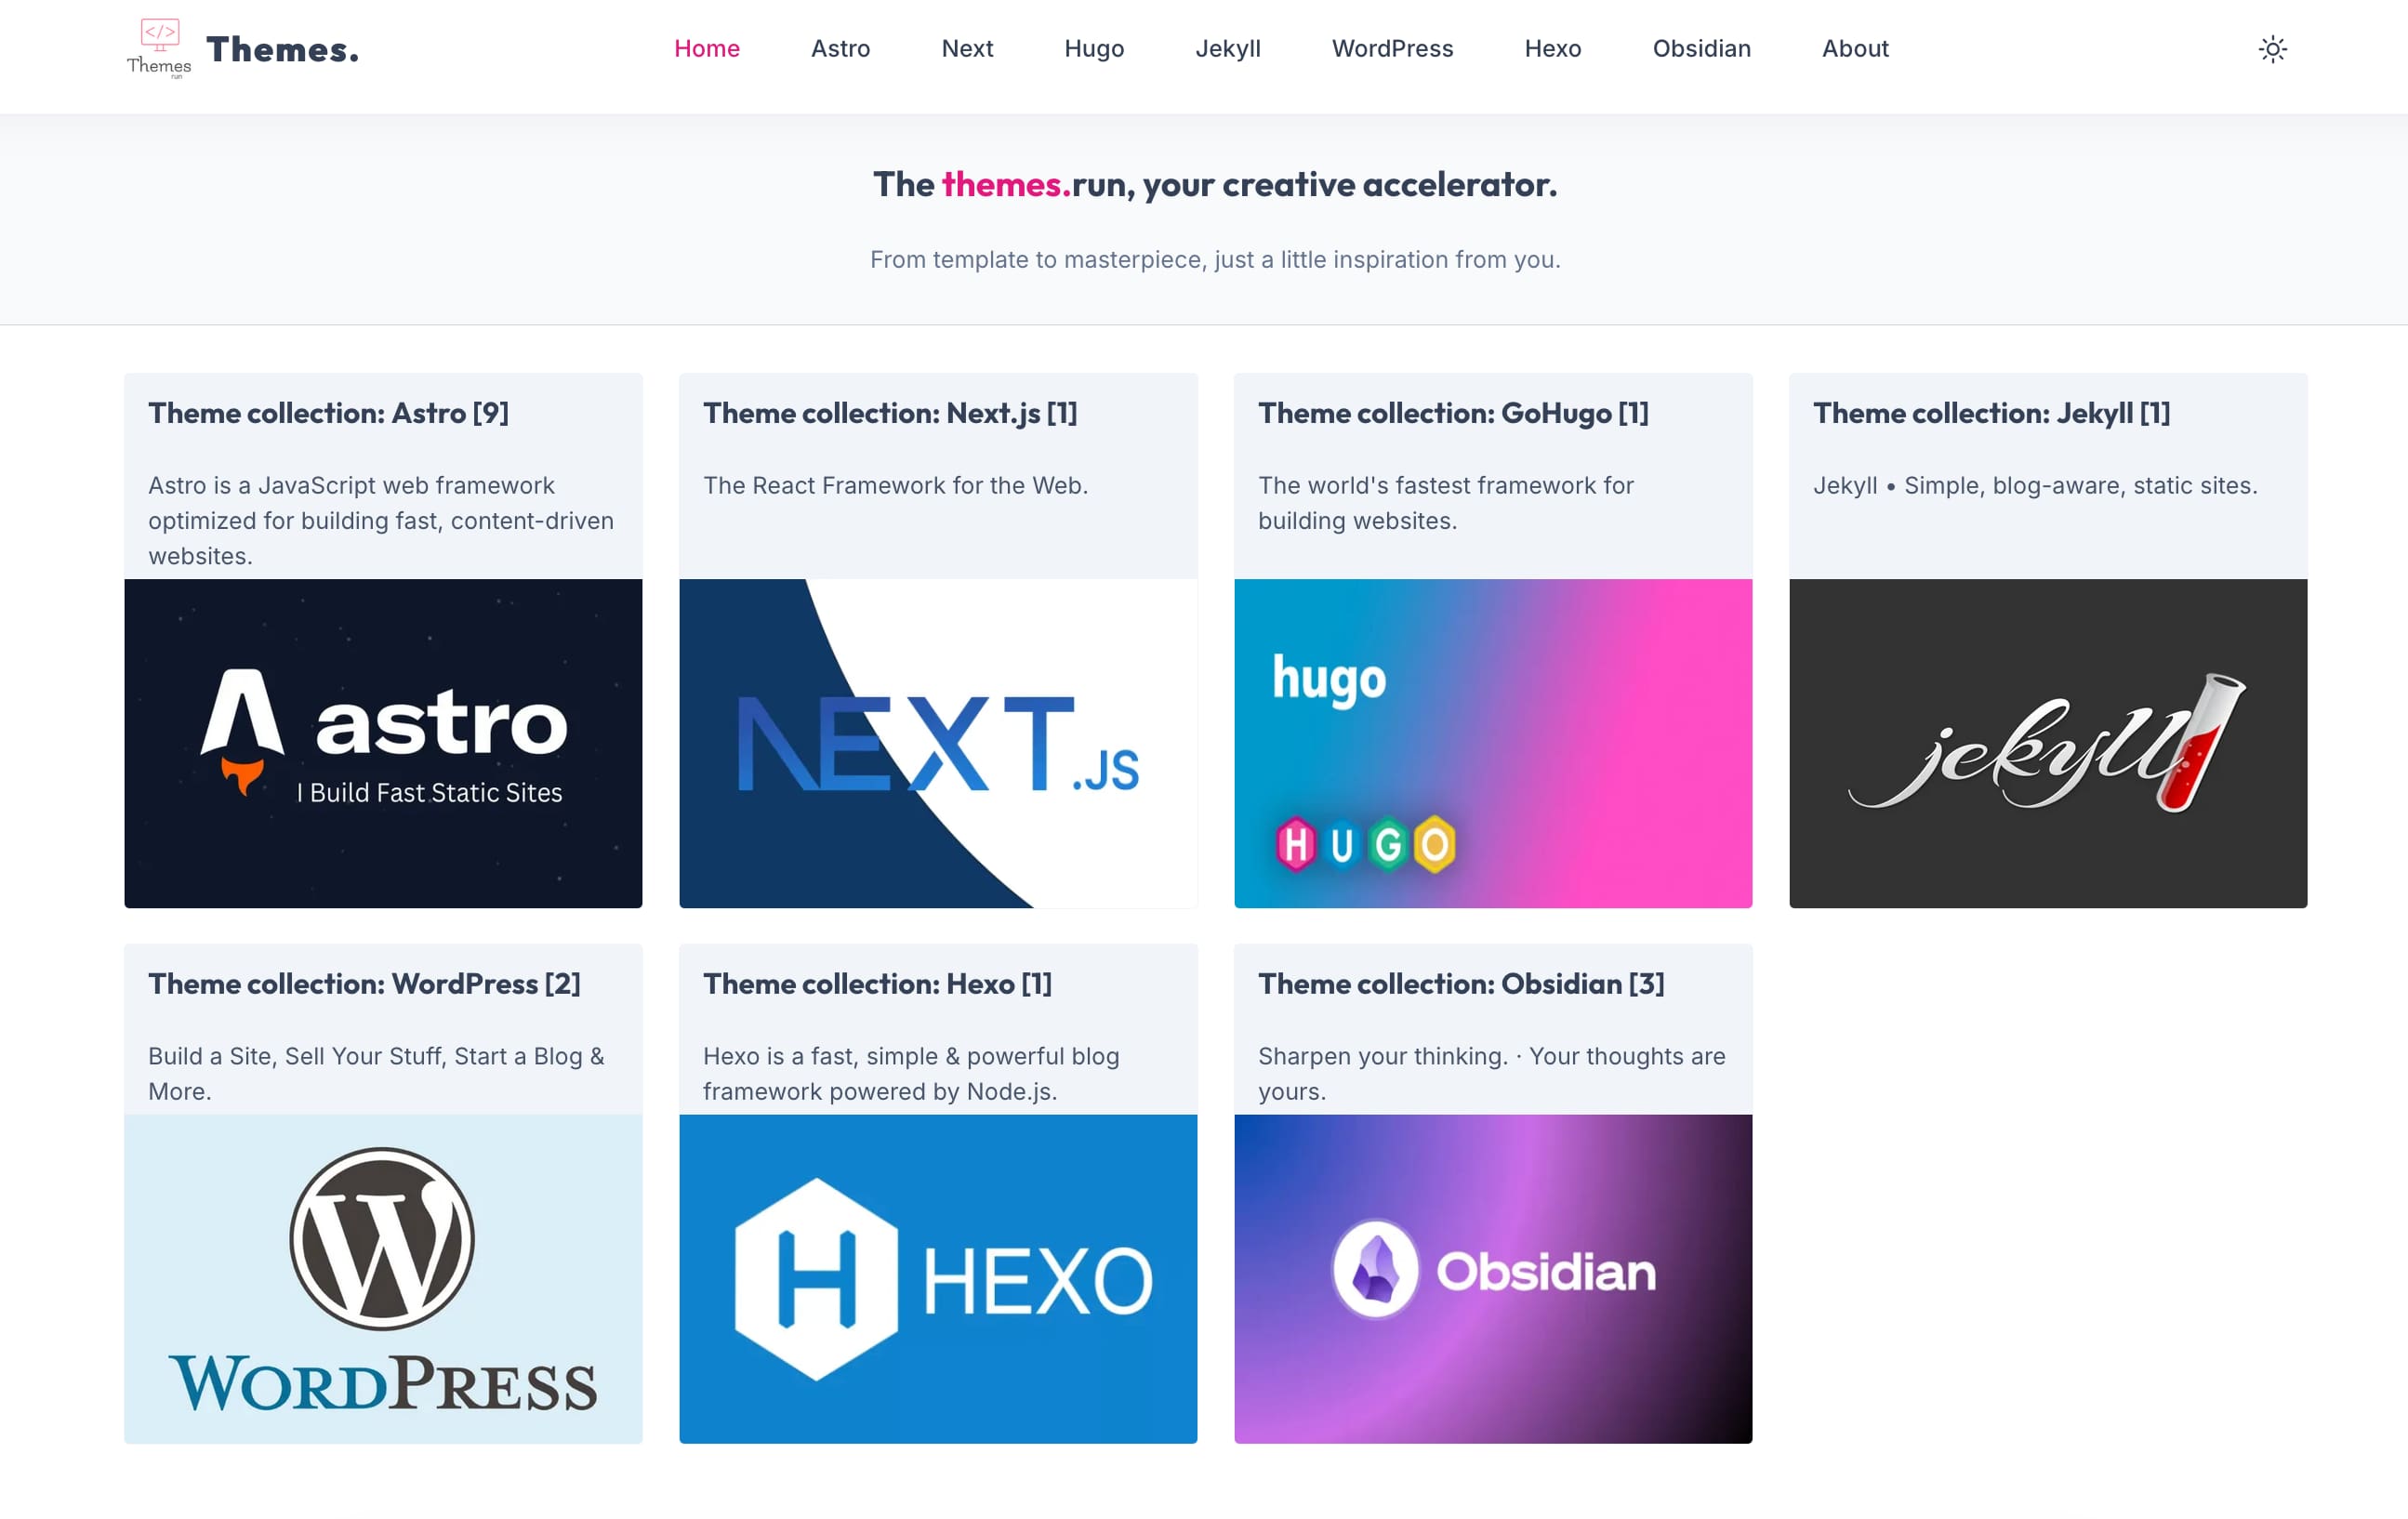 </>
Themes
run
Themes.
Home
Astro
Next
Hugo
Jekyll
WordPress
Hexo
Obsidian
About
The themes.run, your creative accelerator.
From template to masterpiece, just a little inspiration from you.
Theme collection: Astro [9]
Astro is a JavaScript web framework
optimized for building fast, content-driven
websites.
astro
I Build Fast Static Sites
Theme collection: Next.js [1]
The React Framework for the Web.
NEXT.JS
Theme collection: GoHugo [1]
The world's fastest framework for
building websites.
hugo
HUGO
Theme collection: Jekyll [1]
Jekyll • Simple, blog-aware, static sites.
jekyll
Theme collection: WordPress [2]
Build a Site, Sell Your Stuff, Start a Blog &
More.
W
WORDPRESS
Theme collection: Hexo [1]
Hexo is a fast, simple & powerful blog
framework powered by Node.js.
H HEXO
Theme collection: Obsidian [3]
Sharpen your thinking. · Your thoughts are
yours.
Obsidian